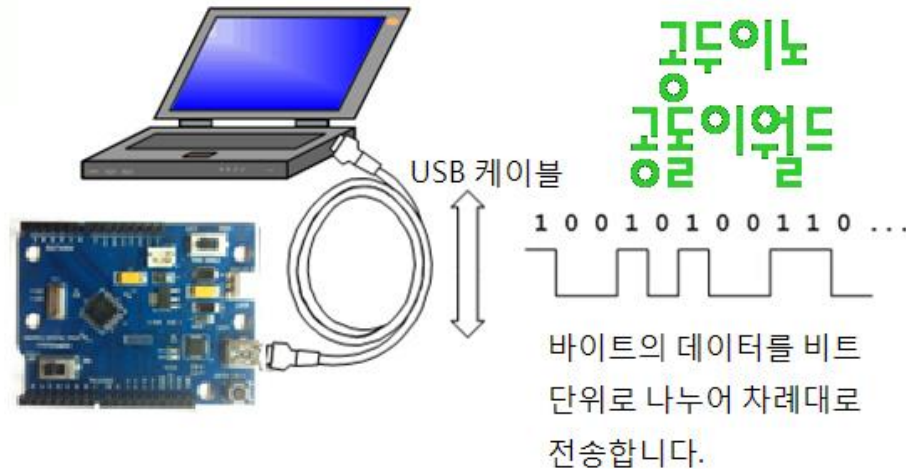 공두이노
공돌이월드
USB 케이블
1 0 0 1 0 1 0 0 1 1 0 ...
바이트의 데이터를 비트
단위로 나누어 차례대로
전송합니다.